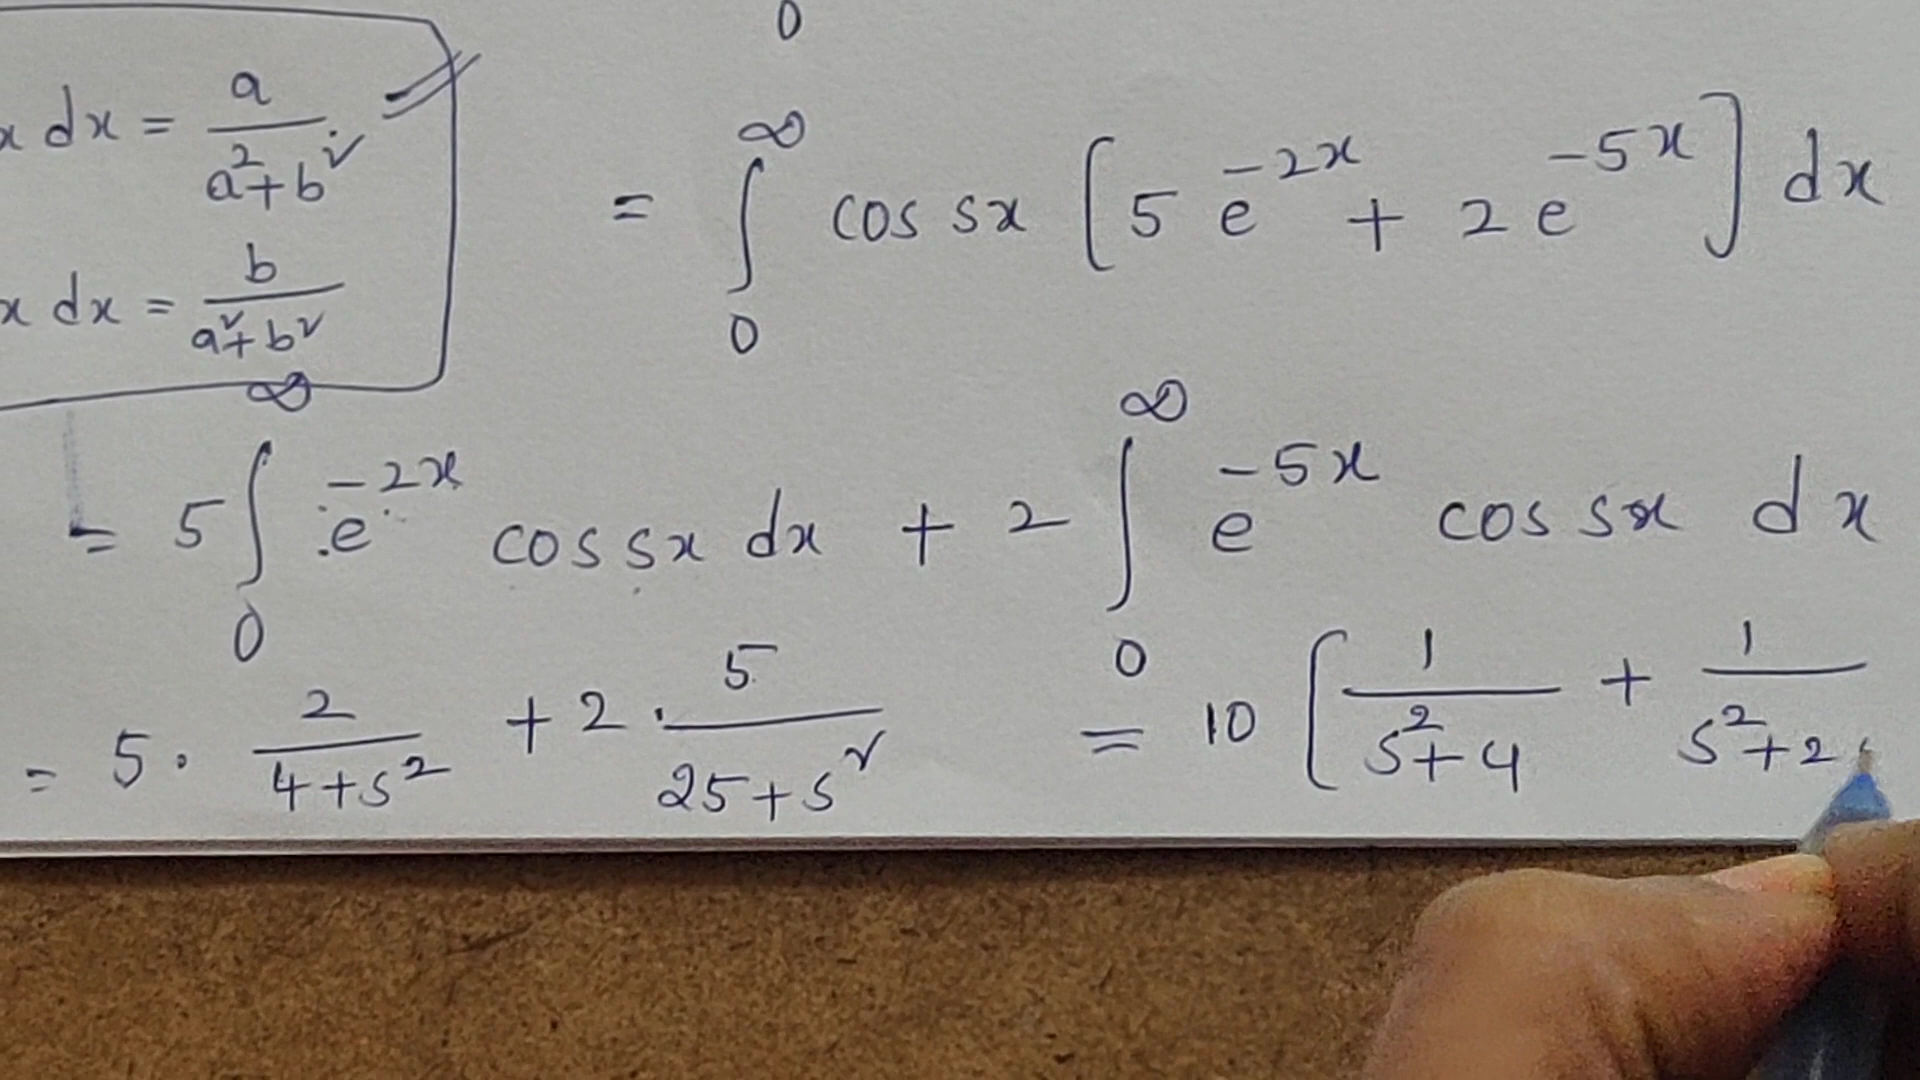 0
x dx = a/(a²+b²)
= ∫₀^∞ cos sx [5 e^{-2x} + 2 e^{-5x}] dx
x dx = b/(a²+b²)
= 5 ∫₀^∞ e^{-2x} cos sx dx + 2 ∫₀^∞ e^{-5x} cos sx dx
= 5 · 2/(4+s²) + 2 · 5/(25+s²) = 10 [1/(s²+4) + 1/(s²+2